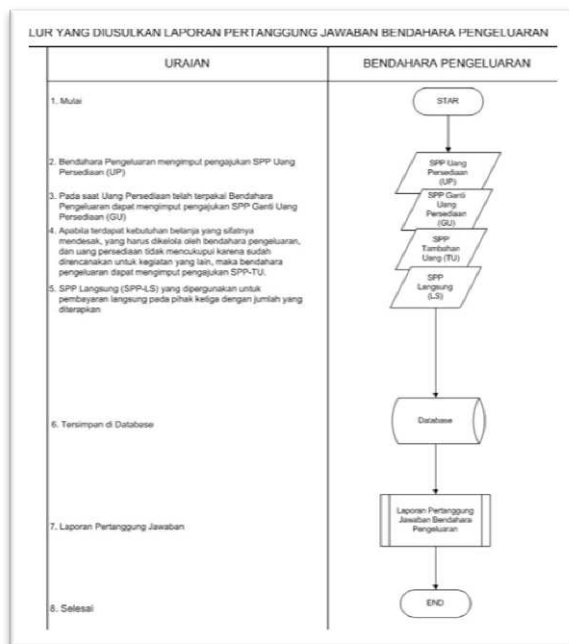 LUR YANG DIUSULKAN LAPORAN PERTANGGUNG JAWABAN BENDAHARA PENGELUARAN
URAIAN
BENDAHARA PENGELUARAN
1. Mulai
STAR
2. Bendahara Pengeluaran mengimput pengajukan SPP Uang
Persediaan (UP)
SPP Uang
Persediaan
(UP)
3. Pada saat Uang Persediaan telah terpakai Bendahara
Pengeluaran dapat mengimput pengajukan SPP Ganti Uang
Persediaan (GU)
SPP Ganti
Uang
Persediaan
(GU)
4. Apabila terdapat kebutuhan belanja yang sifatnya
mendesak, yang harus dikelola oleh bendahara pengeluaran,
dan uang persediaan tidak mencukupui karena sudah
direncanakan untuk kegiatan yang lain, maka bendahara
pengeluaran dapat mengimput pengajukan SPP-TU.
SPP
Tambahan
Uang (TU)
5. SPP Langsung (SPP-LS) yang dipergunakan untuk
pembayaran langsung pada pihak ketiga dengan jumlah yang
diterapkan
SPP
Langsung
(LS)
6. Tersimpan di Database
Database
7. Laporan Pertanggung Jawaban
Laporan Pertanggung
Jawaban Bendahara
Pengeluaran
8. Selesai
END